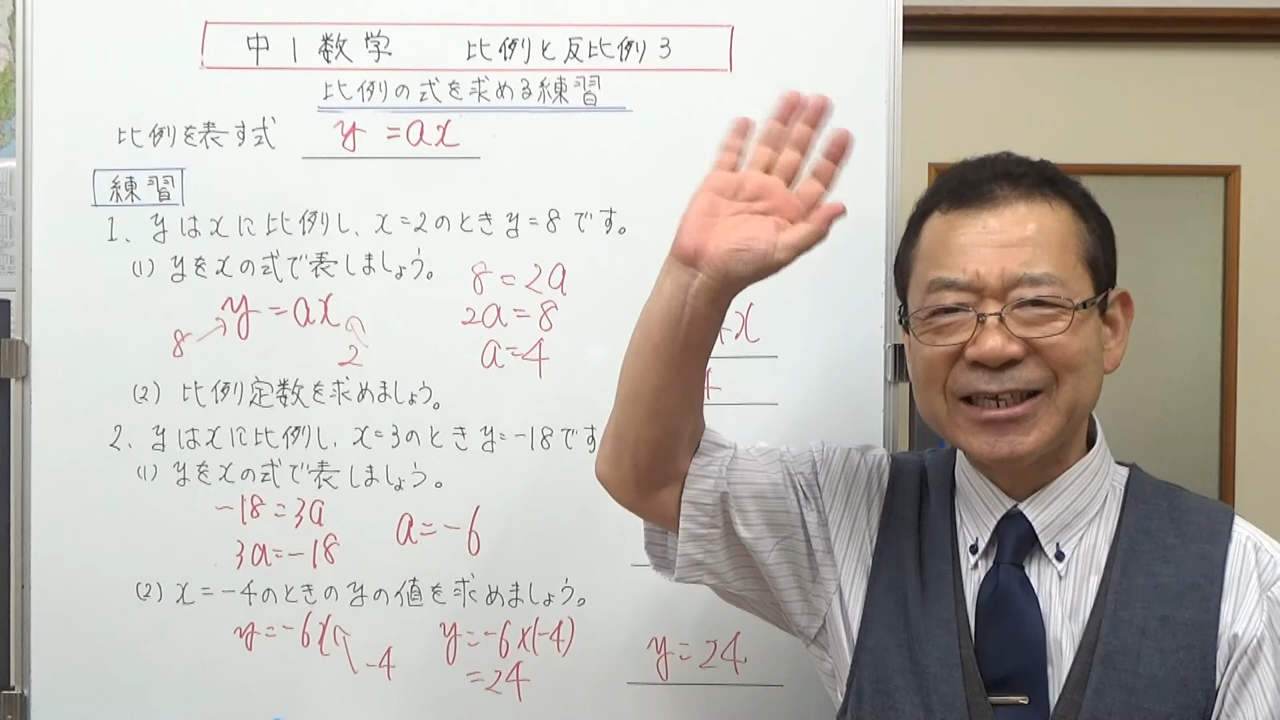 中1数学　比例と反比例3
比例の式を求める練習
比例を表す式　y=ax
練習
1、yはxに比例し、x=2のときy=8です。
(1) yをxの式で表しましょう。
8=2a
y=ax
2a=8
8
2
a=4
x
(2) 比例定数を求めましょう。
2、yはxに比例し、x=3のときy=-18です
(1) yをxの式で表しましょう。
-18=3a
a=-6
3a=-18
(2) x=-4のときのyの値を求めましょう。
y=-6x
-4
y=-6×(-4)
=24
y=24